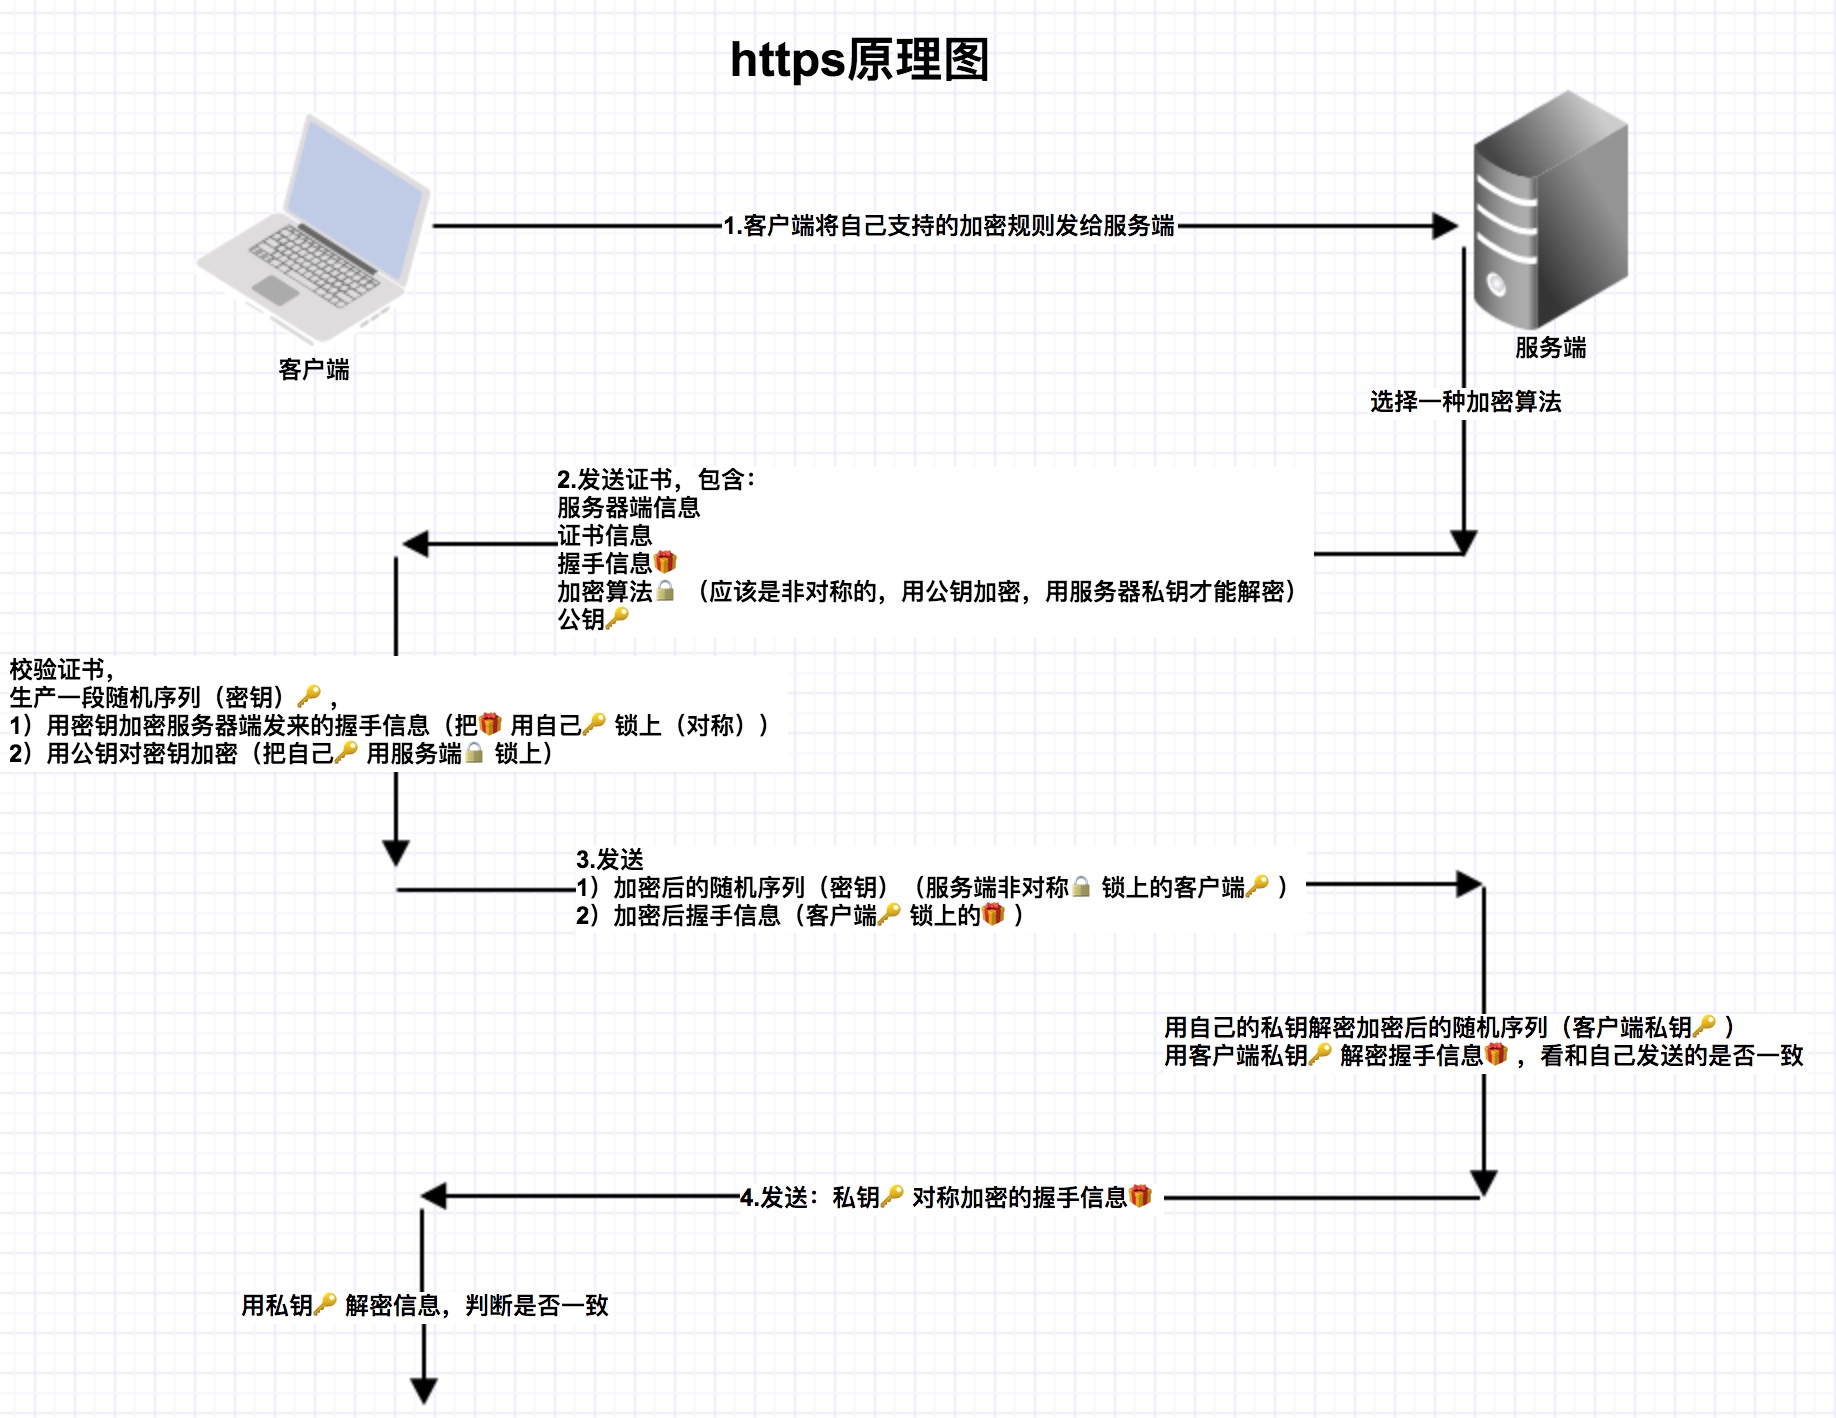 https原理图
1.客户端将自己支持的加密规则发给服务端
客户端
服务端
选择一种加密算法
2.发送证书，包含：
服务器端信息
证书信息
握手信息🎁
加密算法🔒（应该是非对称的，用公钥加密，用服务器私钥才能解密）
公钥🔑
校验证书，
生产一段随机序列（密钥）🔑，
1）用密钥加密服务器端发来的握手信息（把🎁 用自己🔑 锁上（对称））
2）用公钥对密钥加密（把自己🔑 用服务端🔒 锁上）
3.发送
1）加密后的随机序列（密钥）（服务端非对称🔒 锁上的客户端🔑 ）
2）加密后握手信息（客户端🔑 锁上的🎁 ）
用自己的私钥解密加密后的随机序列（客户端私钥🔑 ）
用客户端私钥🔑 解密握手信息🎁 ，看和自己发送的是否一致
4.发送：私钥🔑 对称加密的握手信息🎁
用私钥🔑 解密信息，判断是否一致